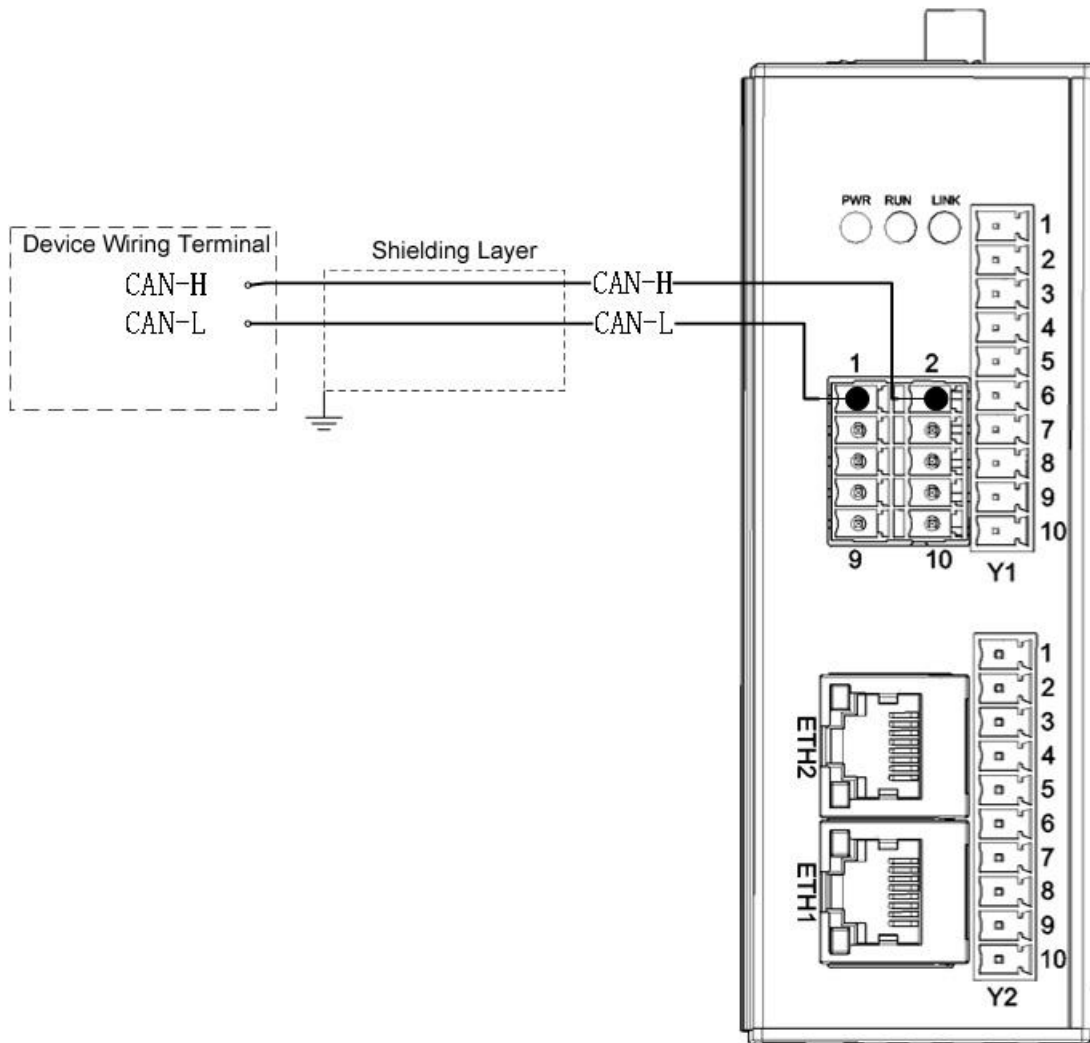 PWR RUN LINK
Device Wiring Terminal
Shielding Layer
CAN-H
CAN-H
CAN-L
CAN-L
1 2
9 10
1
2
3
4
5
6
7
8
9
10
Y1
ETH2
ETH1
1
2
3
4
5
6
7
8
9
10
Y2